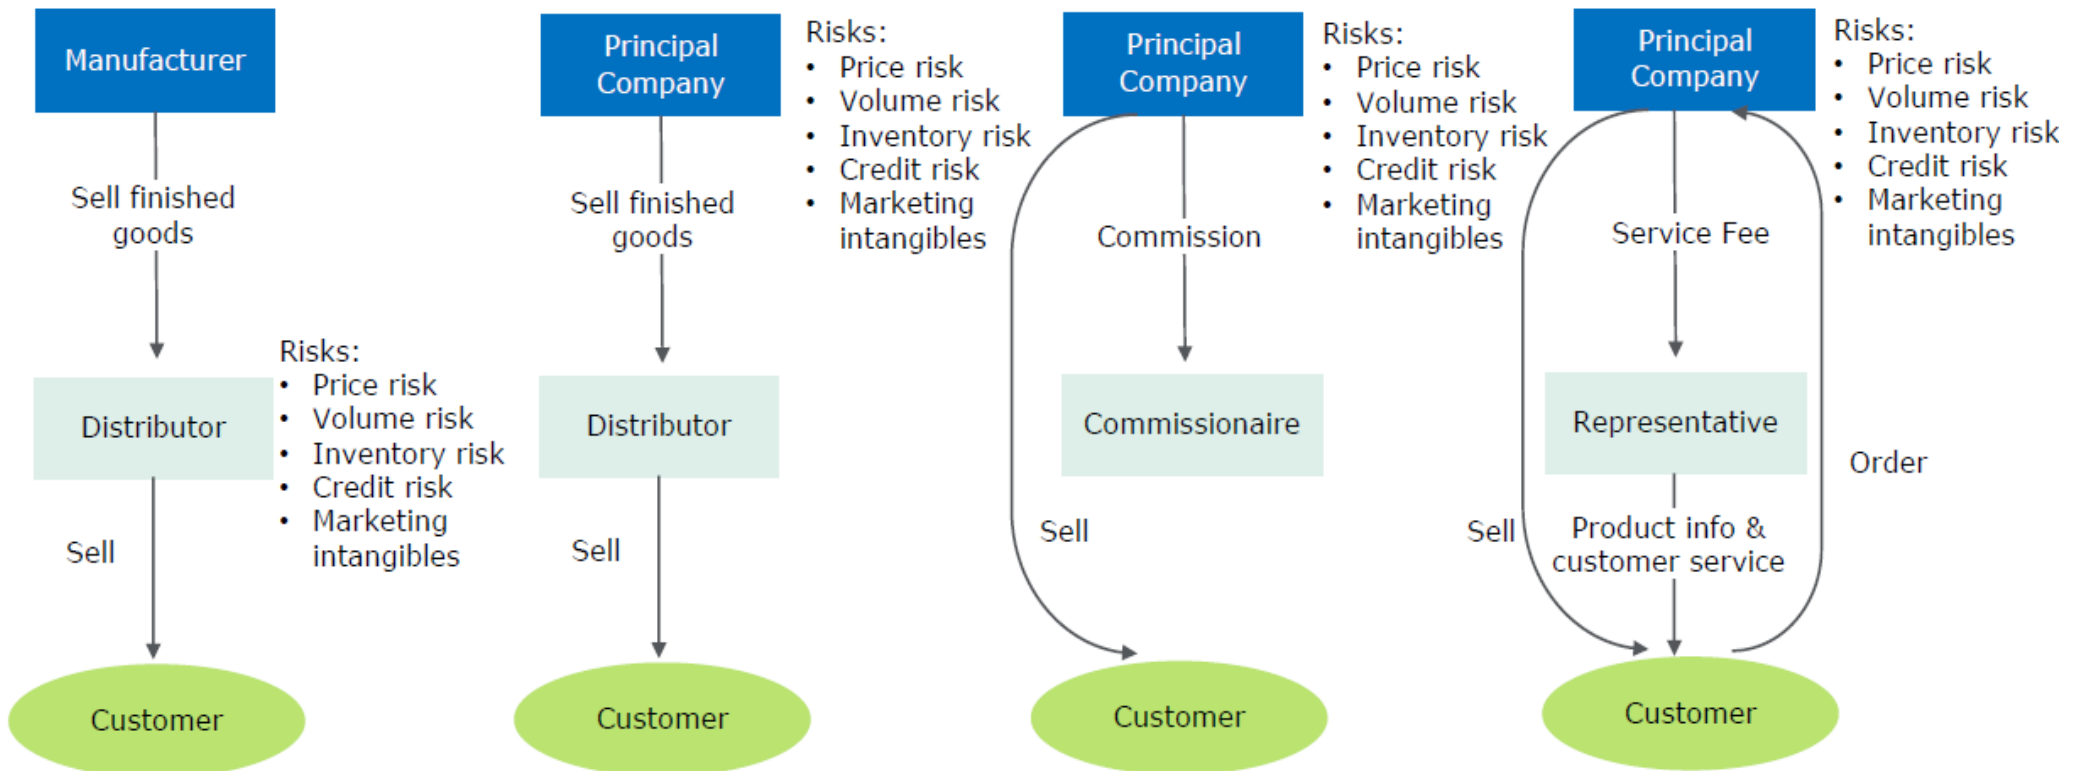 Manufacturer
Sell finished
goods
Distributor
Risks:
• Price risk
• Volume risk
• Inventory risk
• Credit risk
• Marketing
intangibles
Sell
Customer
Principal
Company
Risks:
• Price risk
• Volume risk
• Inventory risk
• Credit risk
• Marketing
intangibles
Sell finished
goods
Distributor
Sell
Customer
Principal
Company
Risks:
• Price risk
• Volume risk
• Inventory risk
• Credit risk
• Marketing
intangibles
Commission
Commissionaire
Sell
Customer
Principal
Company
Risks:
• Price risk
• Volume risk
• Inventory risk
• Credit risk
• Marketing
intangibles
Service Fee
Representative
Order
Sell
Product info &
customer service
Customer